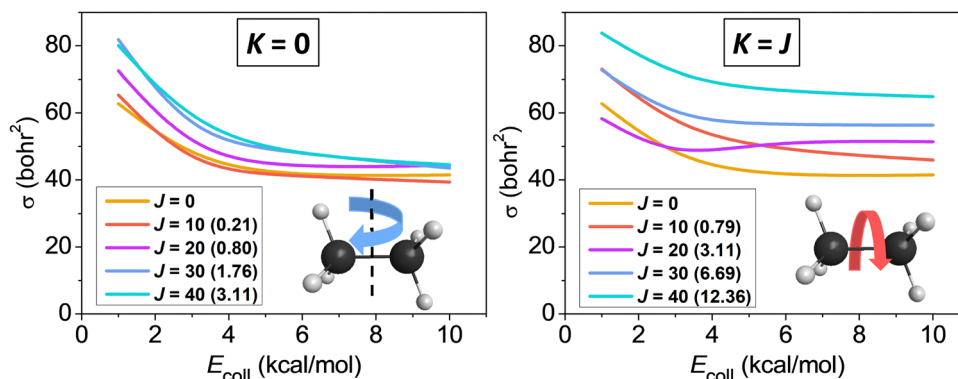 K = 0
σ (bohr²)
80
60
40
20
0
J = 0
J = 10 (0.21)
J = 20 (0.80)
J = 30 (1.76)
J = 40 (3.11)
0 2 4 6 8 10
E_coll (kcal/mol)
K = J
σ (bohr²)
80
60
40
20
0
J = 0
J = 10 (0.79)
J = 20 (3.11)
J = 30 (6.69)
J = 40 (12.36)
0 2 4 6 8 10
E_coll (kcal/mol)